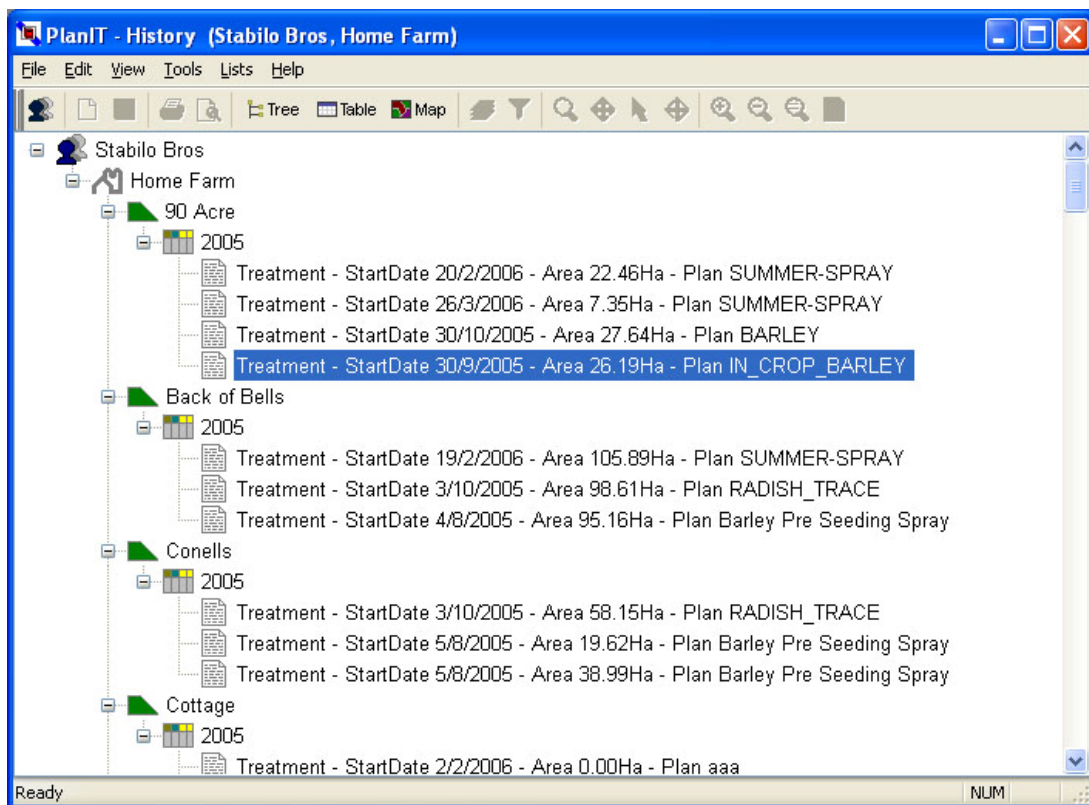 PlanIT - History (Stabilo Bros, Home Farm)
File Edit View Tools Lists Help
Tree Table Map
Stabilo Bros
Home Farm
90 Acre
2005
Treatment - StartDate 20/2/2006 - Area 22.46Ha - Plan SUMMER-SPRAY
Treatment - StartDate 26/3/2006 - Area 7.35Ha - Plan SUMMER-SPRAY
Treatment - StartDate 30/10/2005 - Area 27.64Ha - Plan BARLEY
Treatment - StartDate 30/9/2005 - Area 26.19Ha - Plan IN_CROP_BARLEY
Back of Bells
2005
Treatment - StartDate 19/2/2006 - Area 105.89Ha - Plan SUMMER-SPRAY
Treatment - StartDate 3/10/2005 - Area 98.61Ha - Plan RADISH_TRACE
Treatment - StartDate 4/8/2005 - Area 95.16Ha - Plan Barley Pre Seeding Spray
Conells
2005
Treatment - StartDate 3/10/2005 - Area 58.15Ha - Plan RADISH_TRACE
Treatment - StartDate 5/8/2005 - Area 19.62Ha - Plan Barley Pre Seeding Spray
Treatment - StartDate 5/8/2005 - Area 38.99Ha - Plan Barley Pre Seeding Spray
Cottage
2005
Treatment - StartDate 2/2/2006 - Area 0.00Ha - Plan aaa
Ready NUM